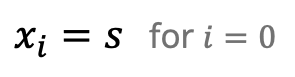 xᵢ = s for i = 0